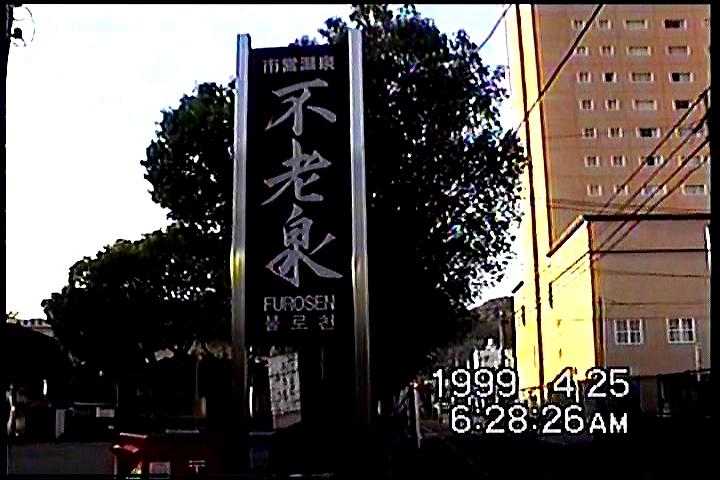 市営温泉
不老泉
FUROSEN
불로천
〒
1999. 4.25
6:28:26AM